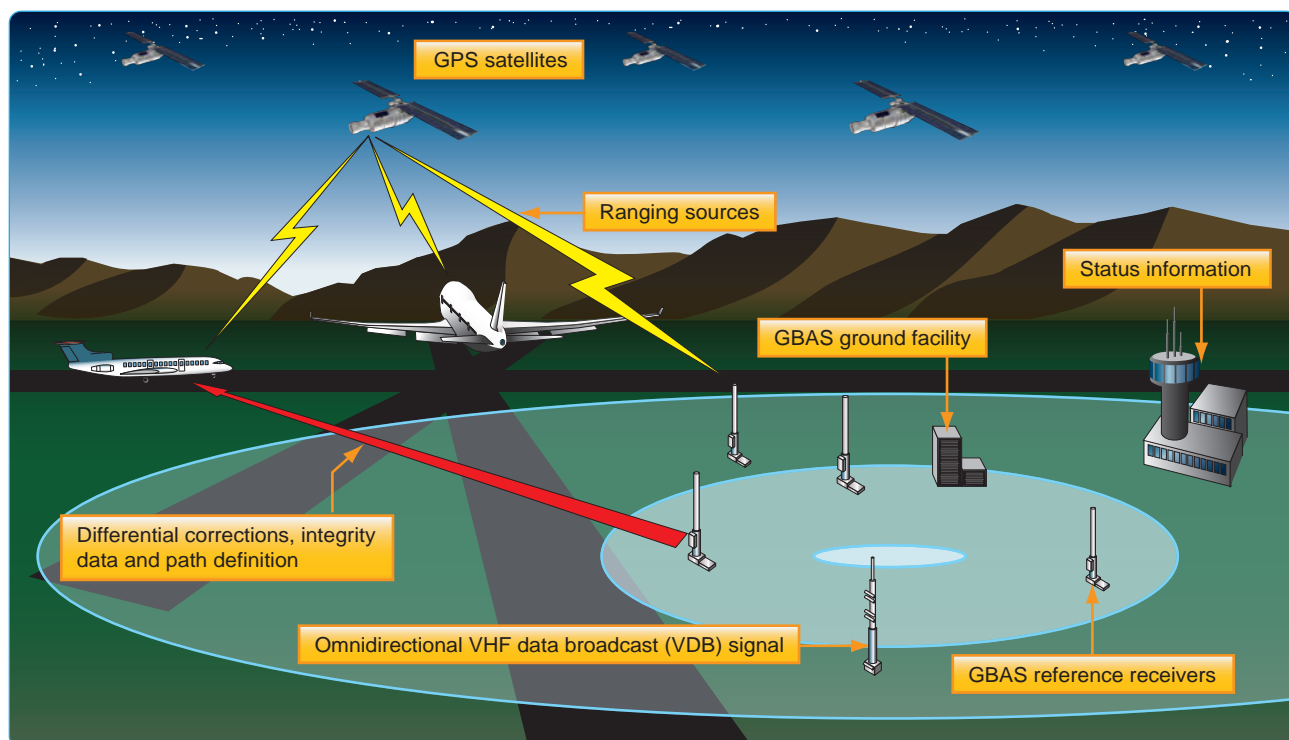 GPS satellites
Ranging sources
Status information
GBAS ground facility
Differential corrections, integrity
data and path definition
Omnidirectional VHF data broadcast (VDB) signal
GBAS reference receivers